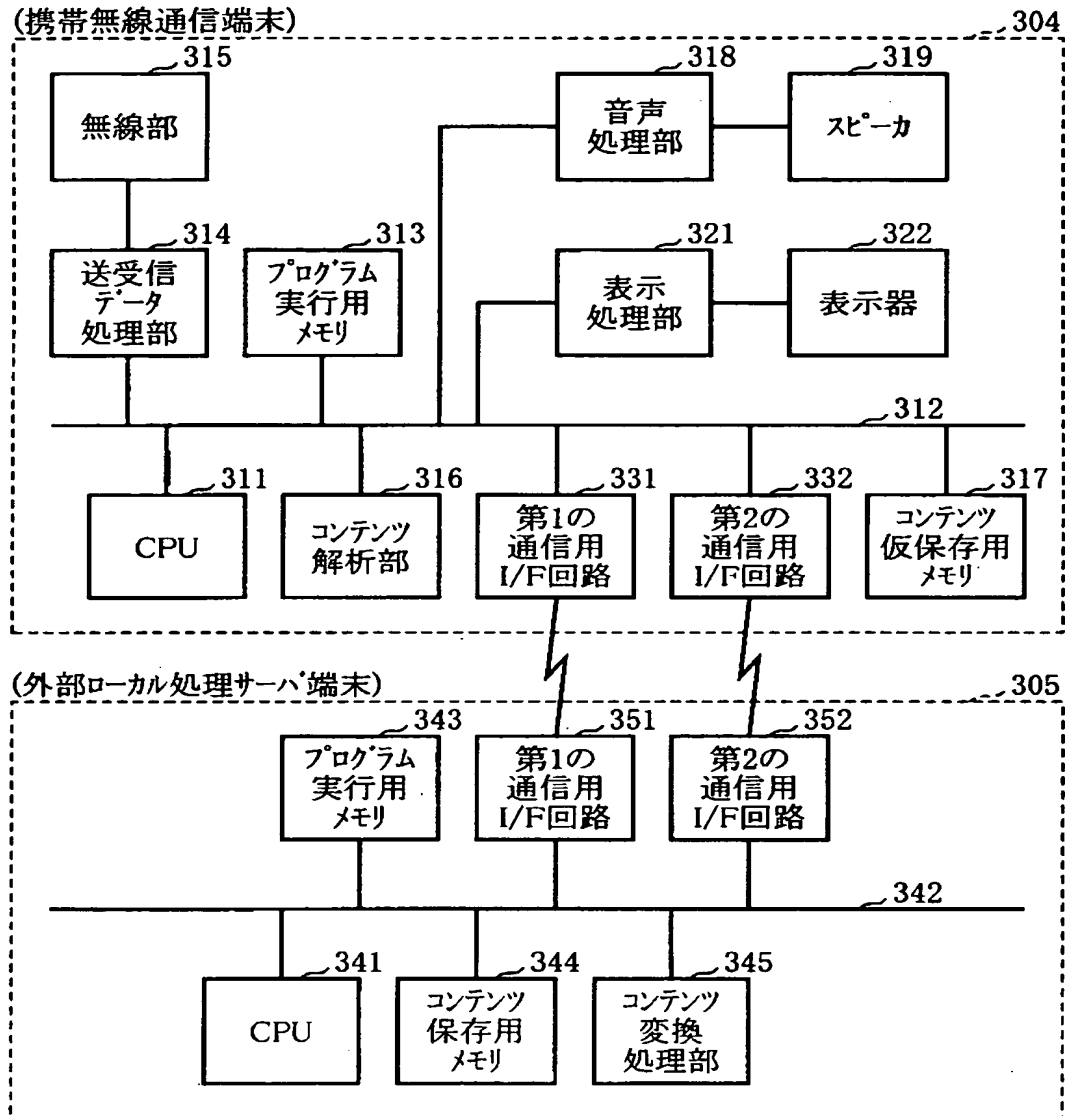 (携帯無線通信端末)
304
315
無線部
318
音声
処理部
319
スピーカ
314
送受信
データ
処理部
313
プログラム
実行用
メモリ
321
表示
処理部
322
表示器
312
311
CPU
316
コンテンツ
解析部
331
第1の
通信用
I/F回路
332
第2の
通信用
I/F回路
317
コンテンツ
仮保存用
メモリ
(外部ローカル処理サーバ端末)
305
343
プログラム
実行用
メモリ
351
第1の
通信用
I/F回路
352
第2の
通信用
I/F回路
342
341
CPU
344
コンテンツ
保存用
メモリ
345
コンテンツ
変換
処理部